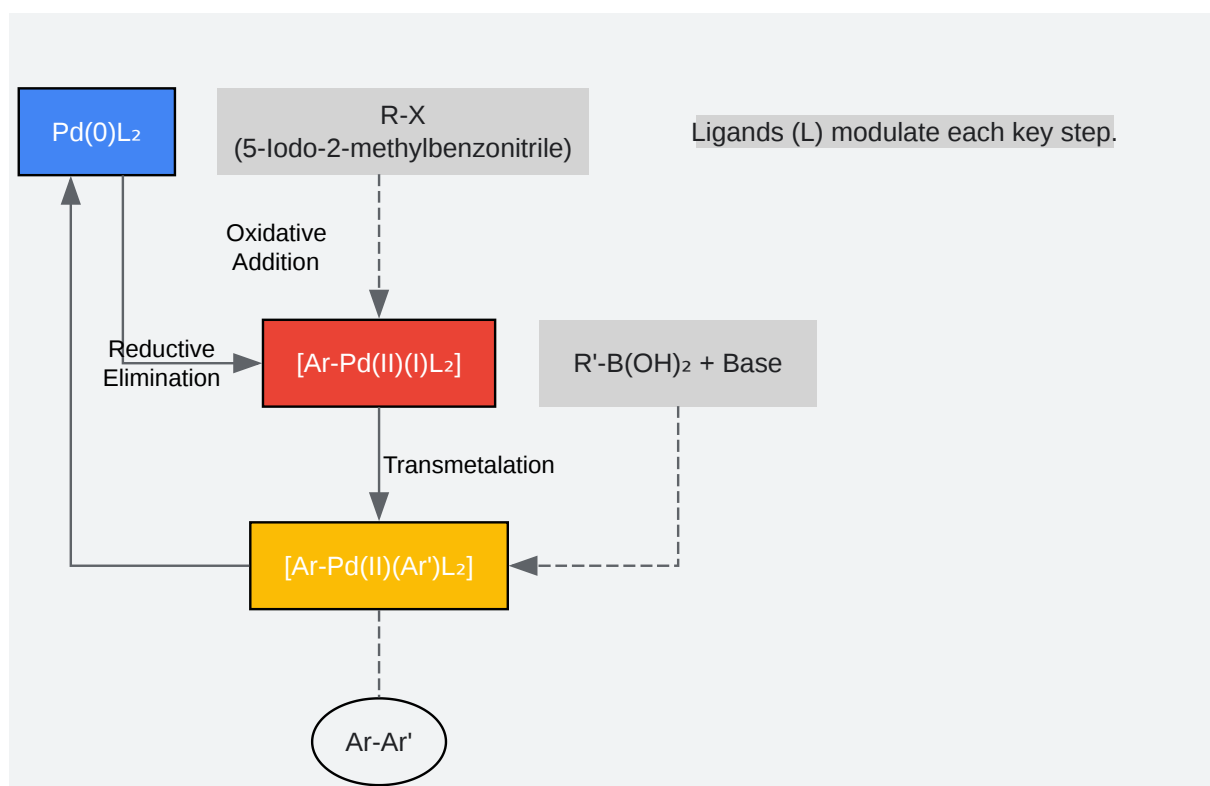 Pd(0)L₂
R-X
(5-Iodo-2-methylbenzonitrile)
Ligands (L) modulate each key step.
Oxidative
Addition
Reductive
Elimination
[Ar-Pd(II)(I)L₂]
R'-B(OH)₂ + Base
Transmetalation
[Ar-Pd(II)(Ar')L₂]
Ar-Ar'